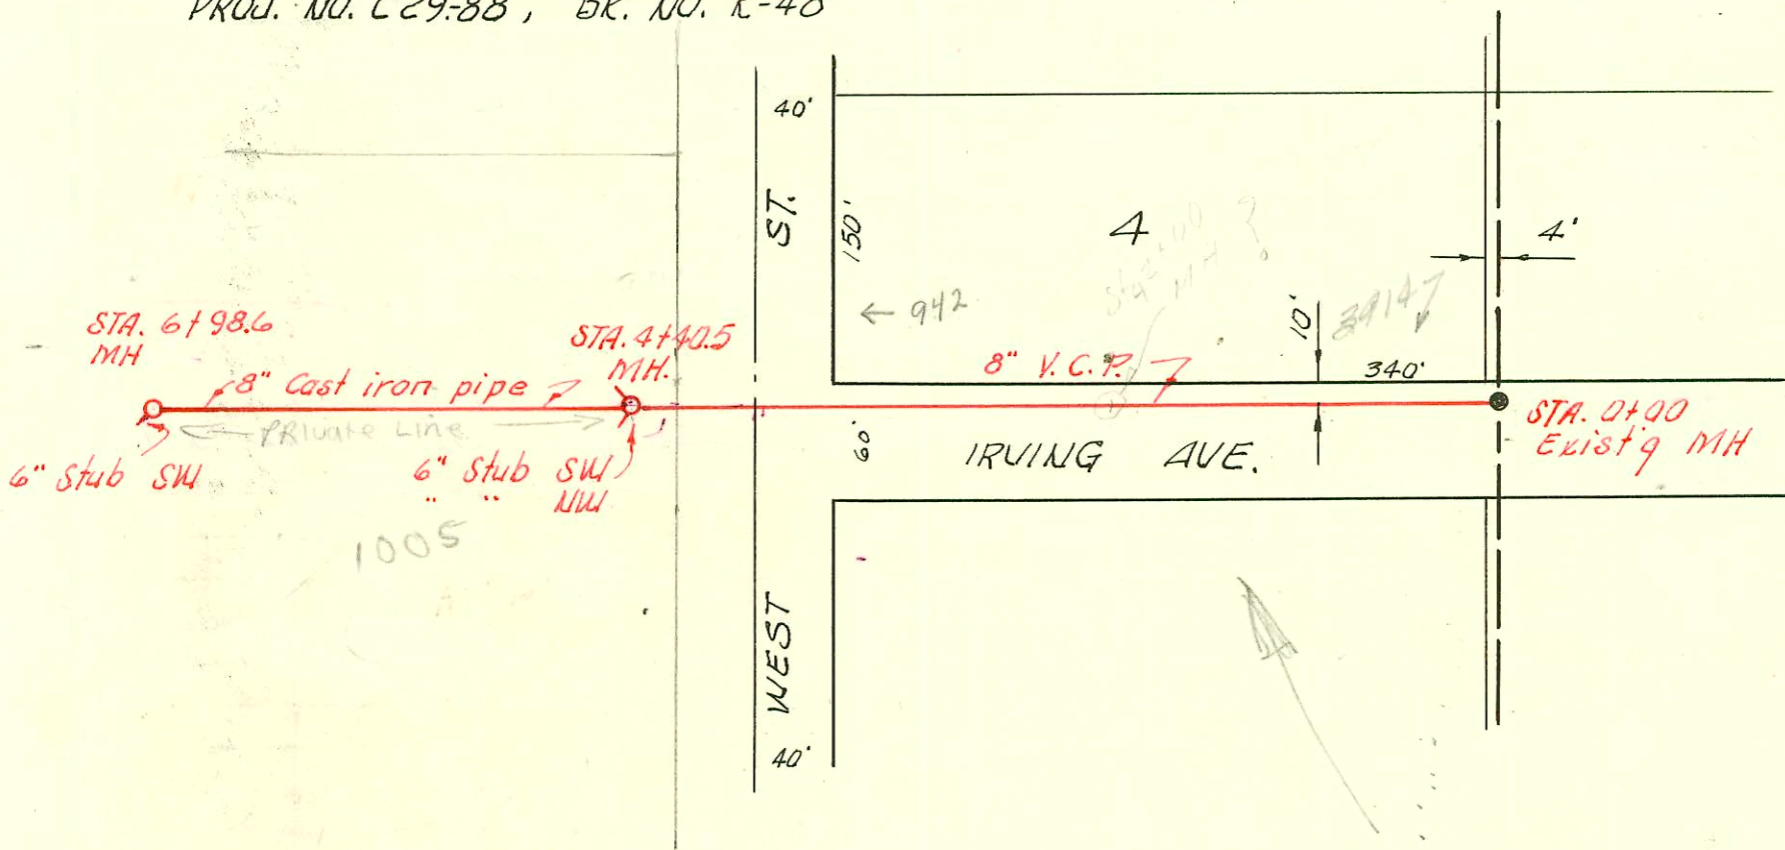 PROJ. NO. C29-88, BK. NO. K-40
40'
ST.
150'
4
4'
← 942
10'
39147
STA. 6+98.6
MH
STA. 4+40.5
MH.
8" V.C.P.
340'
8" Cast iron pipe
Private Line
STA. 0+00
Exist'g MH
6" Stub SW
6" Stub SW
" " NW
60'
IRVING AVE.
1005
WEST
40'